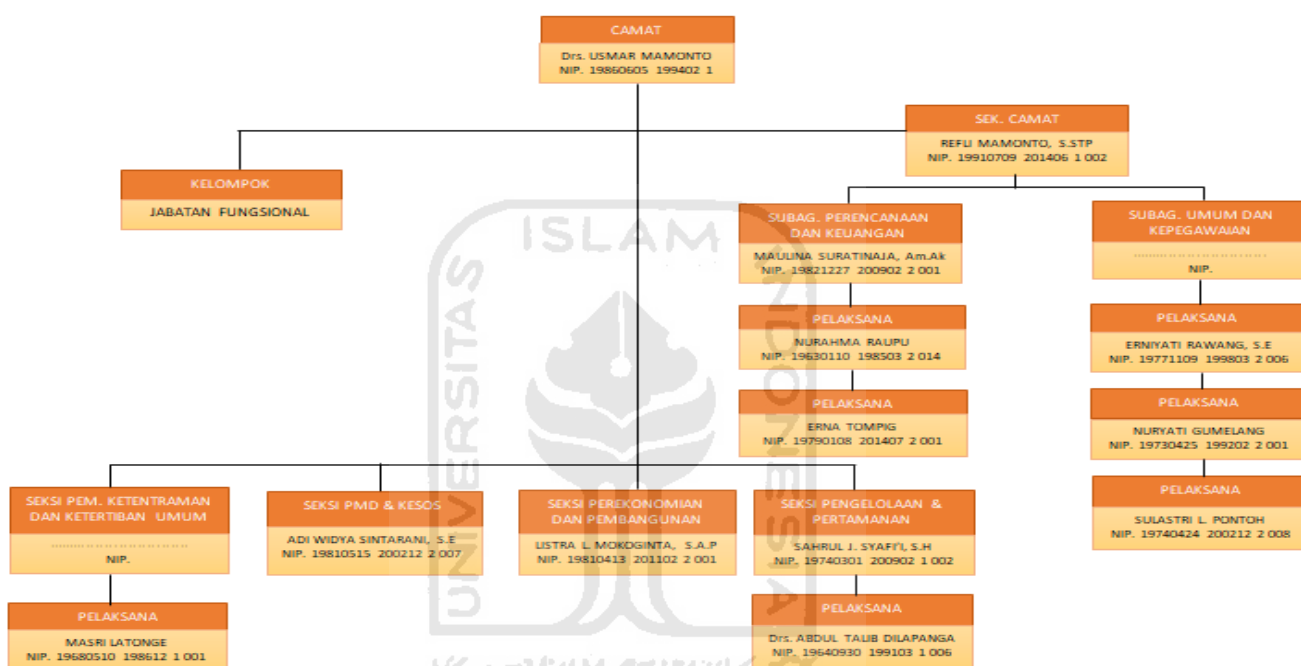 CAMAT
Drs. USMAR MAMONTO
NIP. 19860605 199402 1
SEK. CAMAT
REFLI MAMONTO, S.STP
NIP. 19910709 201406 1 002
KELOMPOK
JABATAN FUNGSIONAL
SUBAG. PERENCANAAN
DAN KEUANGAN
MAULINA SURATINAJA, Am.Ak
NIP. 19821227 200902 2 001
SUBAG. UMUM DAN
KEPEGAWAIAN
................................
NIP.
PELAKSANA
NURAHMA RAUPU
NIP. 19630110 198503 2 014
PELAKSANA
ERNIYATI RAWANG, S.E
NIP. 19771109 199803 2 006
PELAKSANA
ERNA TOMPIG
NIP. 19790108 201407 2 001
PELAKSANA
NURYATI GUMELANG
NIP. 19730425 199202 2 001
PELAKSANA
SULASTRI L. PONTOH
NIP. 19740424 200212 2 008
SEKSI PEM. KETENTRAMAN
DAN KETERTIBAN UMUM
................................
NIP.
SEKSI PMD & KESOS
ADI WIDYA SINTARANI, S.E
NIP. 19810515 200212 2 007
SEKSI PEREKONOMIAN
DAN PEMBANGUNAN
LISTRA L. MOKOGINTA, S.A.P
NIP. 19810413 201102 2 001
SEKSI PENGELOLAAN &
PERTAMANAN
SAHRUL J. SYAFI'I, S.H
NIP. 19740301 200902 1 002
PELAKSANA
MASRI LATONGE
NIP. 19680510 198612 1 001
PELAKSANA
Drs. ABDUL TALIB DILAPANGA
NIP. 19640930 199103 1 006
UNIVERSITAS
ISLAM
INDONESIA